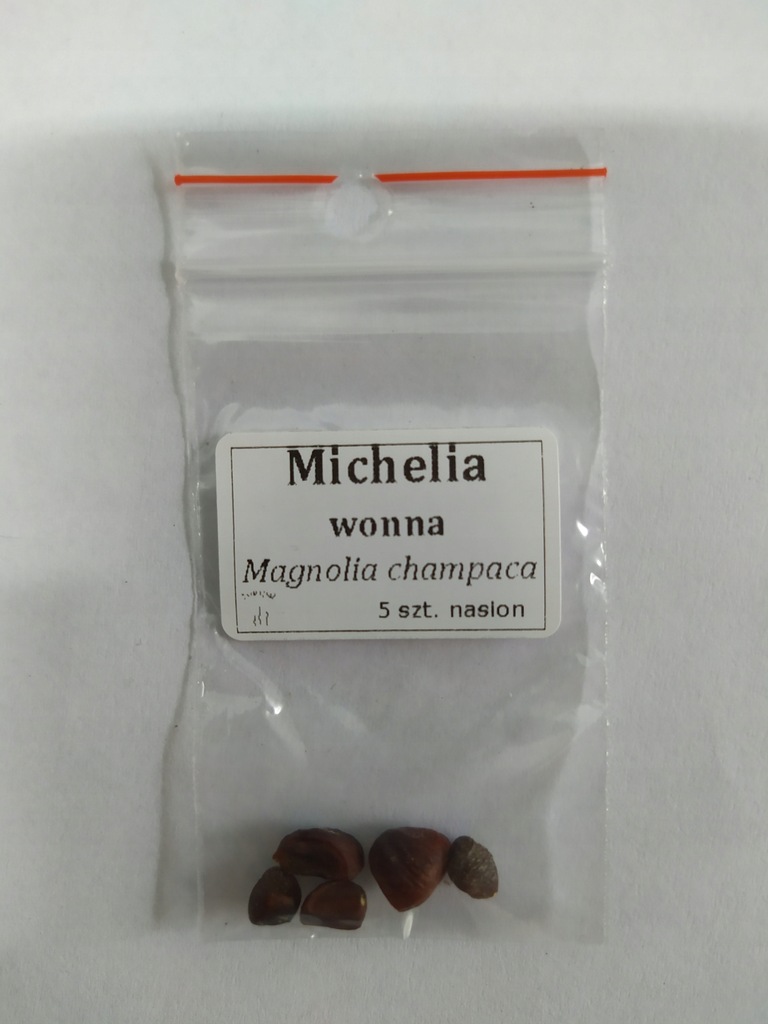 Michelia
wonna
Magnolia champaca
5 szt. nasion